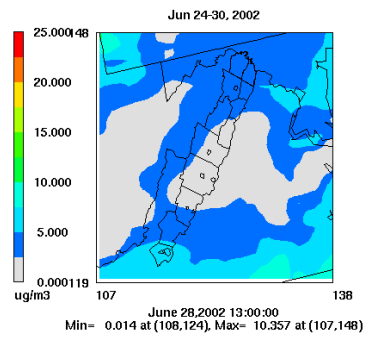 Jun 24-30, 2002
25.000
148
20.000
15.000
10.000
5.000
0.000
119
ug/m3
107
138
June 28,2002 13:00:00
Min= 0.014 at (108,124), Max= 10.357 at (107,148)